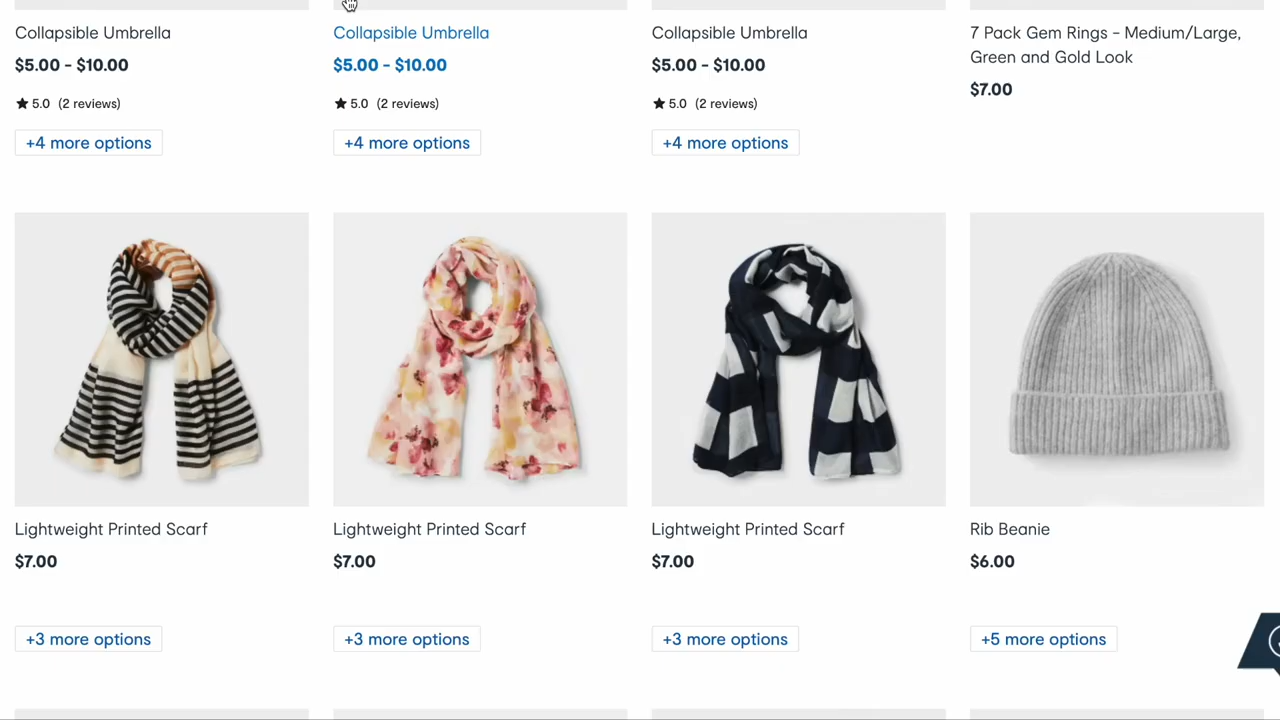 Collapsible Umbrella
$5.00 - $10.00
★ 5.0 (2 reviews)
+4 more options
Collapsible Umbrella
$5.00 - $10.00
★ 5.0 (2 reviews)
+4 more options
Collapsible Umbrella
$5.00 - $10.00
★ 5.0 (2 reviews)
+4 more options
7 Pack Gem Rings - Medium/Large,
Green and Gold Look
$7.00
Lightweight Printed Scarf
$7.00
+3 more options
Lightweight Printed Scarf
$7.00
+3 more options
Lightweight Printed Scarf
$7.00
+3 more options
Rib Beanie
$6.00
+5 more options